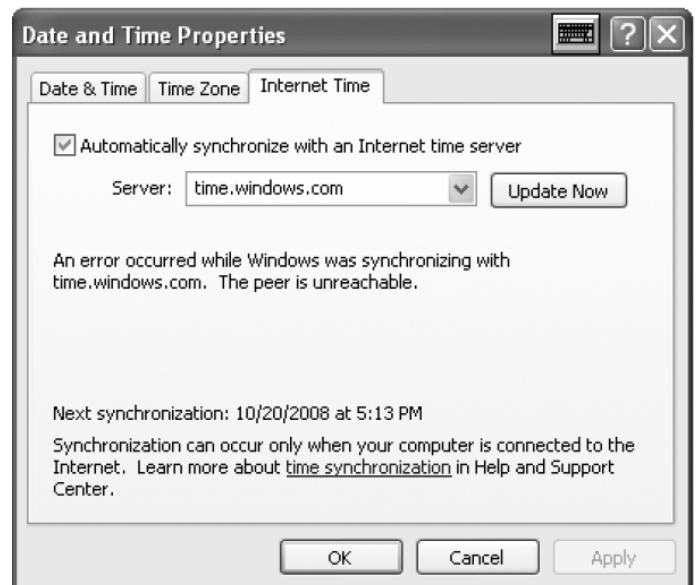 Date and Time Properties
Date & Time Time Zone Internet Time
Automatically synchronize with an Internet time server
Server: time.windows.com Update Now
An error occurred while Windows was synchronizing with
time.windows.com. The peer is unreachable.
Next synchronization: 10/20/2008 at 5:13 PM
Synchronization can occur only when your computer is connected to the
Internet. Learn more about time synchronization in Help and Support
Center.
OK Cancel Apply